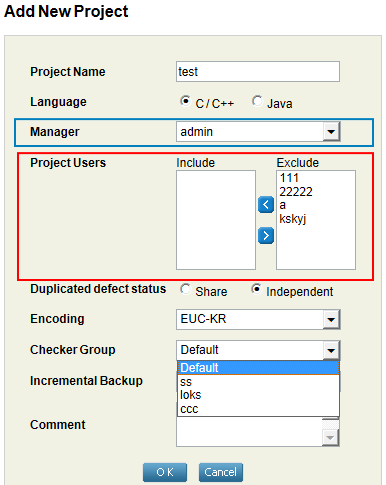 Add New Project
Project Name test
Language C / C++ Java
Manager admin
Project Users Include Exclude
111
22222
a
kskyj
Duplicated defect status Share Independent
Encoding EUC-KR
Checker Group Default
Default
Incremental Backup ss
loks
ccc
Comment
OK Cancel